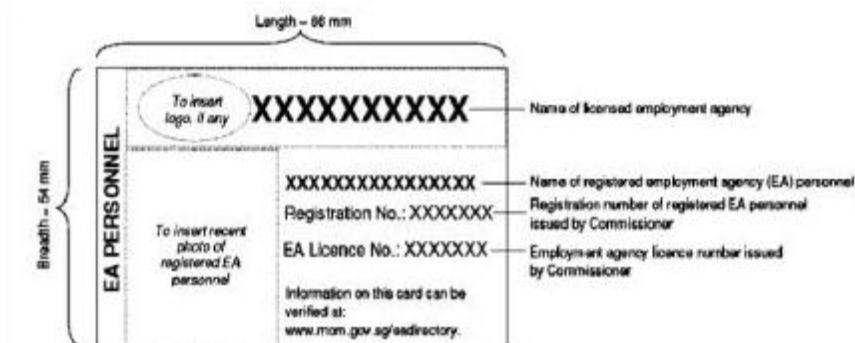 Length – 86 mm
Breadth – 54 mm
EA PERSONNEL
To insert
logo, if any
XXXXXXXXXX
Name of licensed employment agency
To insert recent
photo of
registered EA
personnel
XXXXXXXXXXXXXXXX
Name of registered employment agency (EA) personnel
Registration No.: XXXXXXX
Registration number of registered EA personnel
issued by Commissioner
EA Licence No.: XXXXXXX
Employment agency licence number issued
by Commissioner
Information on this card can be
verified at:
www.mom.gov.sg/eadirectory.